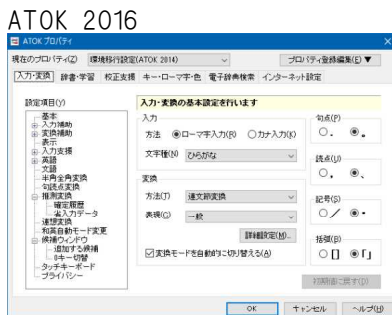 ATOK 2016
ATOK プロパティ
現在のプロパティ(Z) 環境移行設定(ATOK 2014) プロパティ登録編集(E)▼
入力・変換 辞書・学習 校正支援 キー・ローマ字・色 電子辞典検索 インターネット設定
設定項目(Y)
基本
入力補助
変換補助
表示
入力支援
英語
文語
半角全角変換
句読点変換
推測変換
確定履歴
省入力データ
連想変換
和英自動モード変更
候補ウィンドウ
追加する候補
0キー切替
タッチキーボード
プライバシー
入力・変換の基本設定を行います
入力
方法 ローマ字入力(R) カナ入力(K)
文字種(N) ひらがな
変換
方法(T) 連文節変換
表現(C) 一般
詳細設定(M)...
変換モードを自動的に切り替える(A)
句点(P)
． 。
読点(U)
， 、
記号(S)
／ ・
括弧(B)
[] 「」
初期値に戻す(D)
OK キャンセル ヘルプ(H)